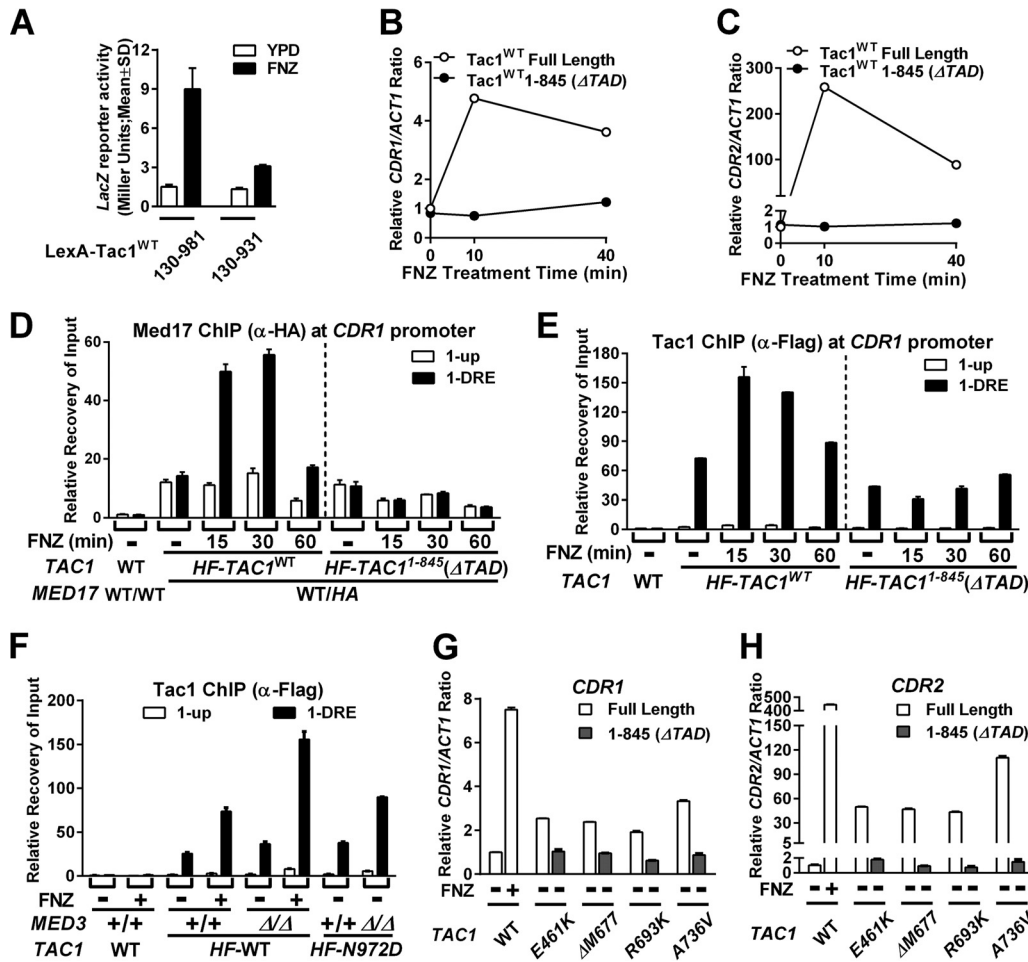 A
LacZ reporter activity
(Miller Units;Mean±SD)
12
9
6
3
0
YPD
FNZ
LexA-Tac1WT
130-981
130-931
B
Tac1WT Full Length
Tac1WT 1-845 (ΔTAD)
Relative CDR1/ACT1 Ratio
6
4
2
0
0
10
40
FNZ Treatment Time (min)
C
Tac1WT Full Length
Tac1WT 1-845 (ΔTAD)
Relative CDR2/ACT1 Ratio
300
200
100
2
1
0
0
10
40
FNZ Treatment Time (min)
D
Med17 ChIP (α-HA) at CDR1 promoter
1-up
1-DRE
Relative Recovery of Input
60
40
20
0
FNZ (min) - - 15 30 60 - 15 30 60
TAC1 WT HF-TAC1WT HF-TAC11-845(ΔTAD)
MED17 WT/WT WT/HA
E
Tac1 ChIP (α-Flag) at CDR1 promoter
1-up
1-DRE
Relative Recovery of Input
180
150
120
90
60
30
0
FNZ (min) - - 15 30 60 - 15 30 60
TAC1 WT HF-TAC1WT HF-TAC11-845(ΔTAD)
F
Tac1 ChIP (α-Flag)
1-up 1-DRE
Relative Recovery of Input
200
150
100
50
0
FNZ - + - + - + - -
MED3 +/+ +/+ Δ/Δ +/+ Δ/Δ
TAC1 WT HF-WT HF-N972D
G
CDR1
Full Length
1-845 (ΔTAD)
Relative CDR1/ACT1 Ratio
8
6
4
2
0
FNZ - + - - - - - - - -
TAC1 WT E461K ΔM677 R693K A736V
H
CDR2
Full Length
1-845 (ΔTAD)
Relative CDR2/ACT1 Ratio
500
400
150
120
90
60
30
5
2
0
FNZ - + - - - - - - - -
TAC1 WT E461K ΔM677 R693K A736V